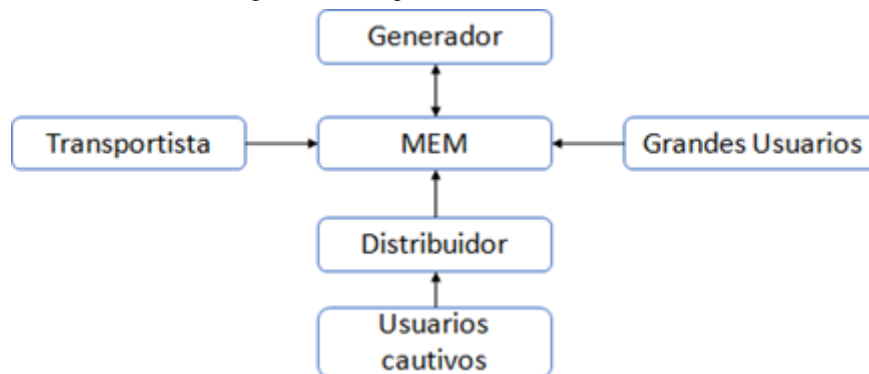 Generador
Transportista
MEM
Grandes Usuarios
Distribuidor
Usuarios
cautivos